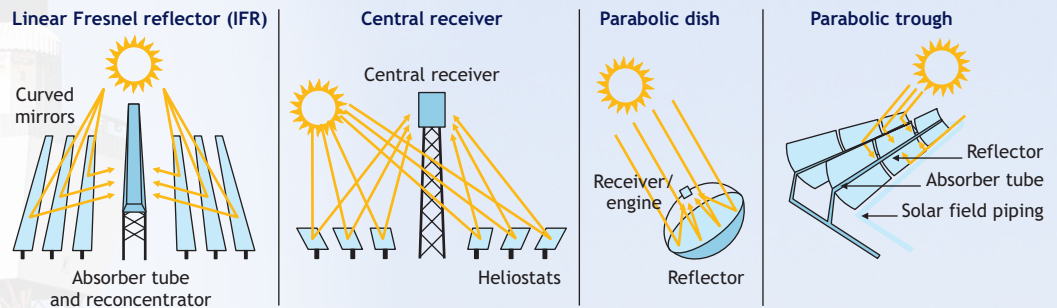 Linear Fresnel reflector (IFR)
Curved
mirrors
Absorber tube
and reconcentrator
Central receiver
Central receiver
Heliostats
Parabolic dish
Receiver/
engine
Reflector
Parabolic trough
Reflector
Absorber tube
Solar field piping